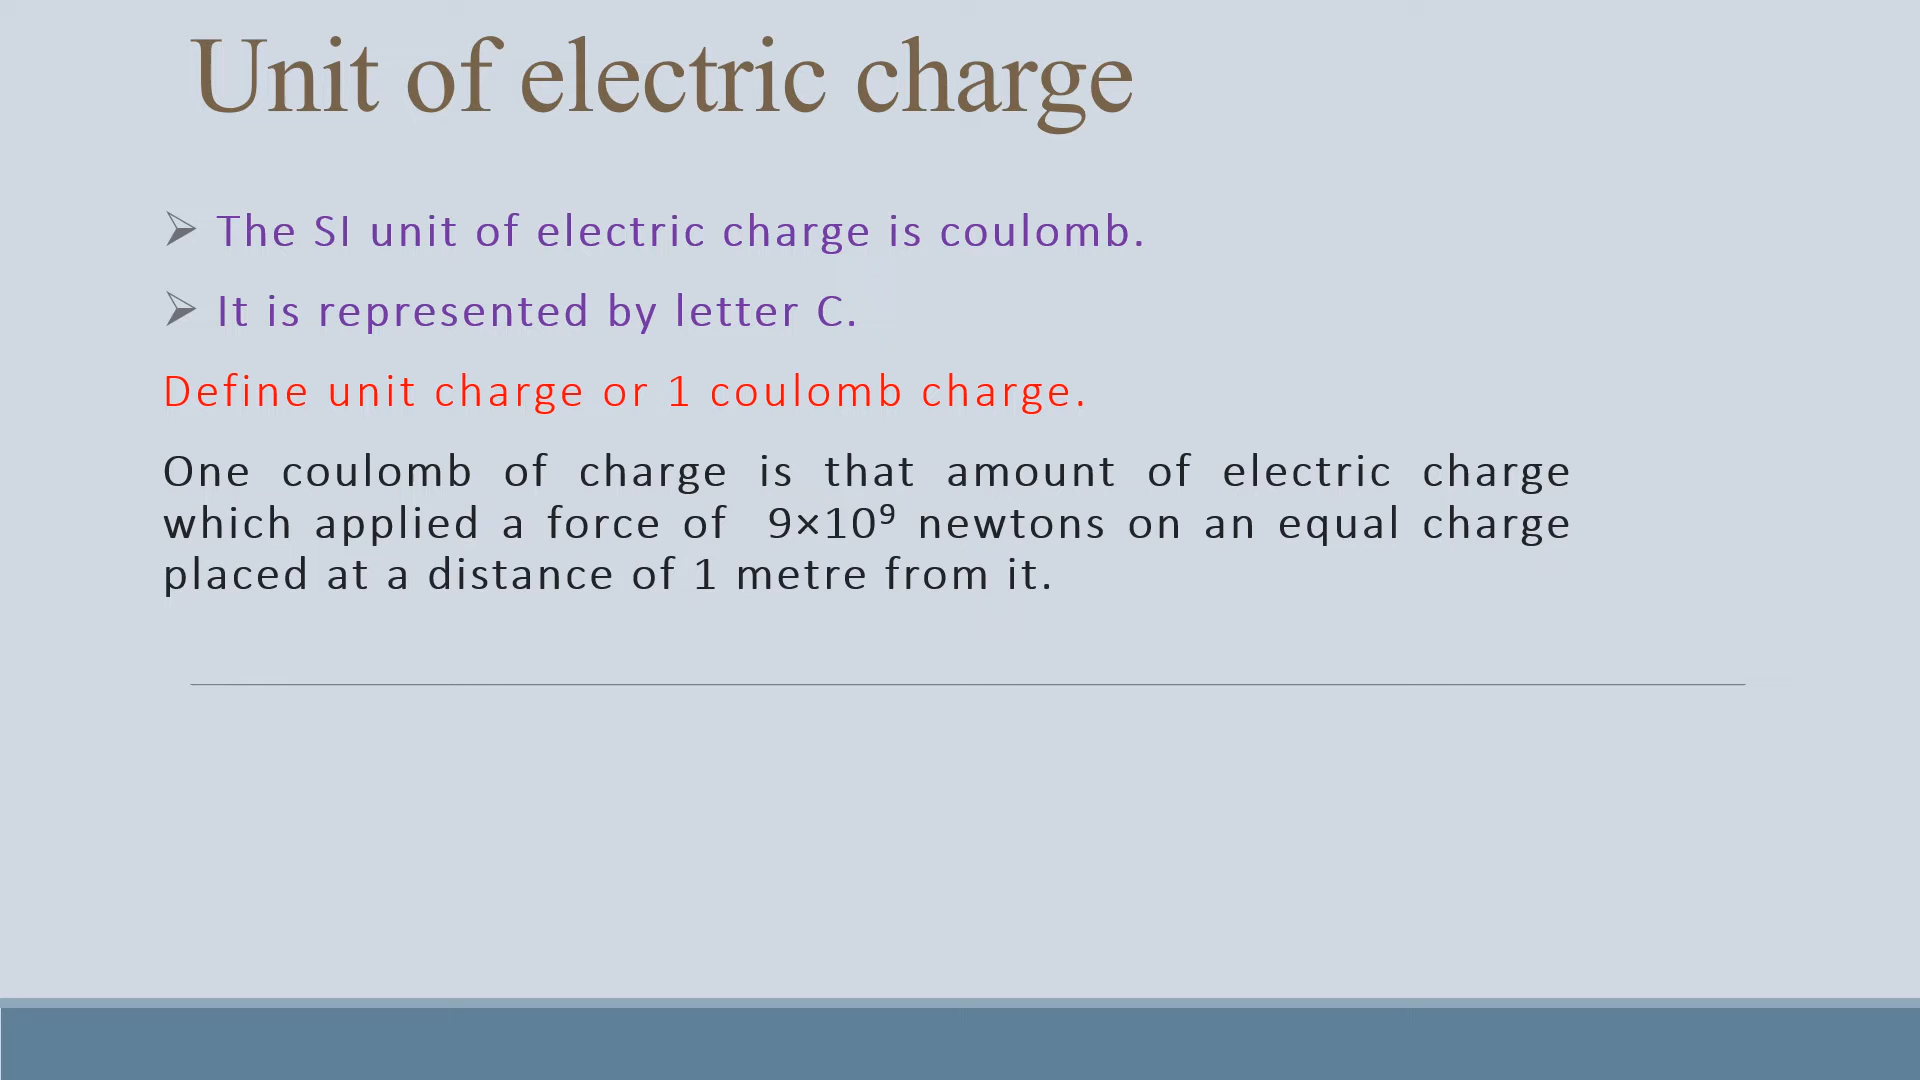 Unit of electric charge
➢ The SI unit of electric charge is coulomb.
➢ It is represented by letter C.
Define unit charge or 1 coulomb charge.
One coulomb of charge is that amount of electric charge
which applied a force of 9×10⁹ newtons on an equal charge
placed at a distance of 1 metre from it.